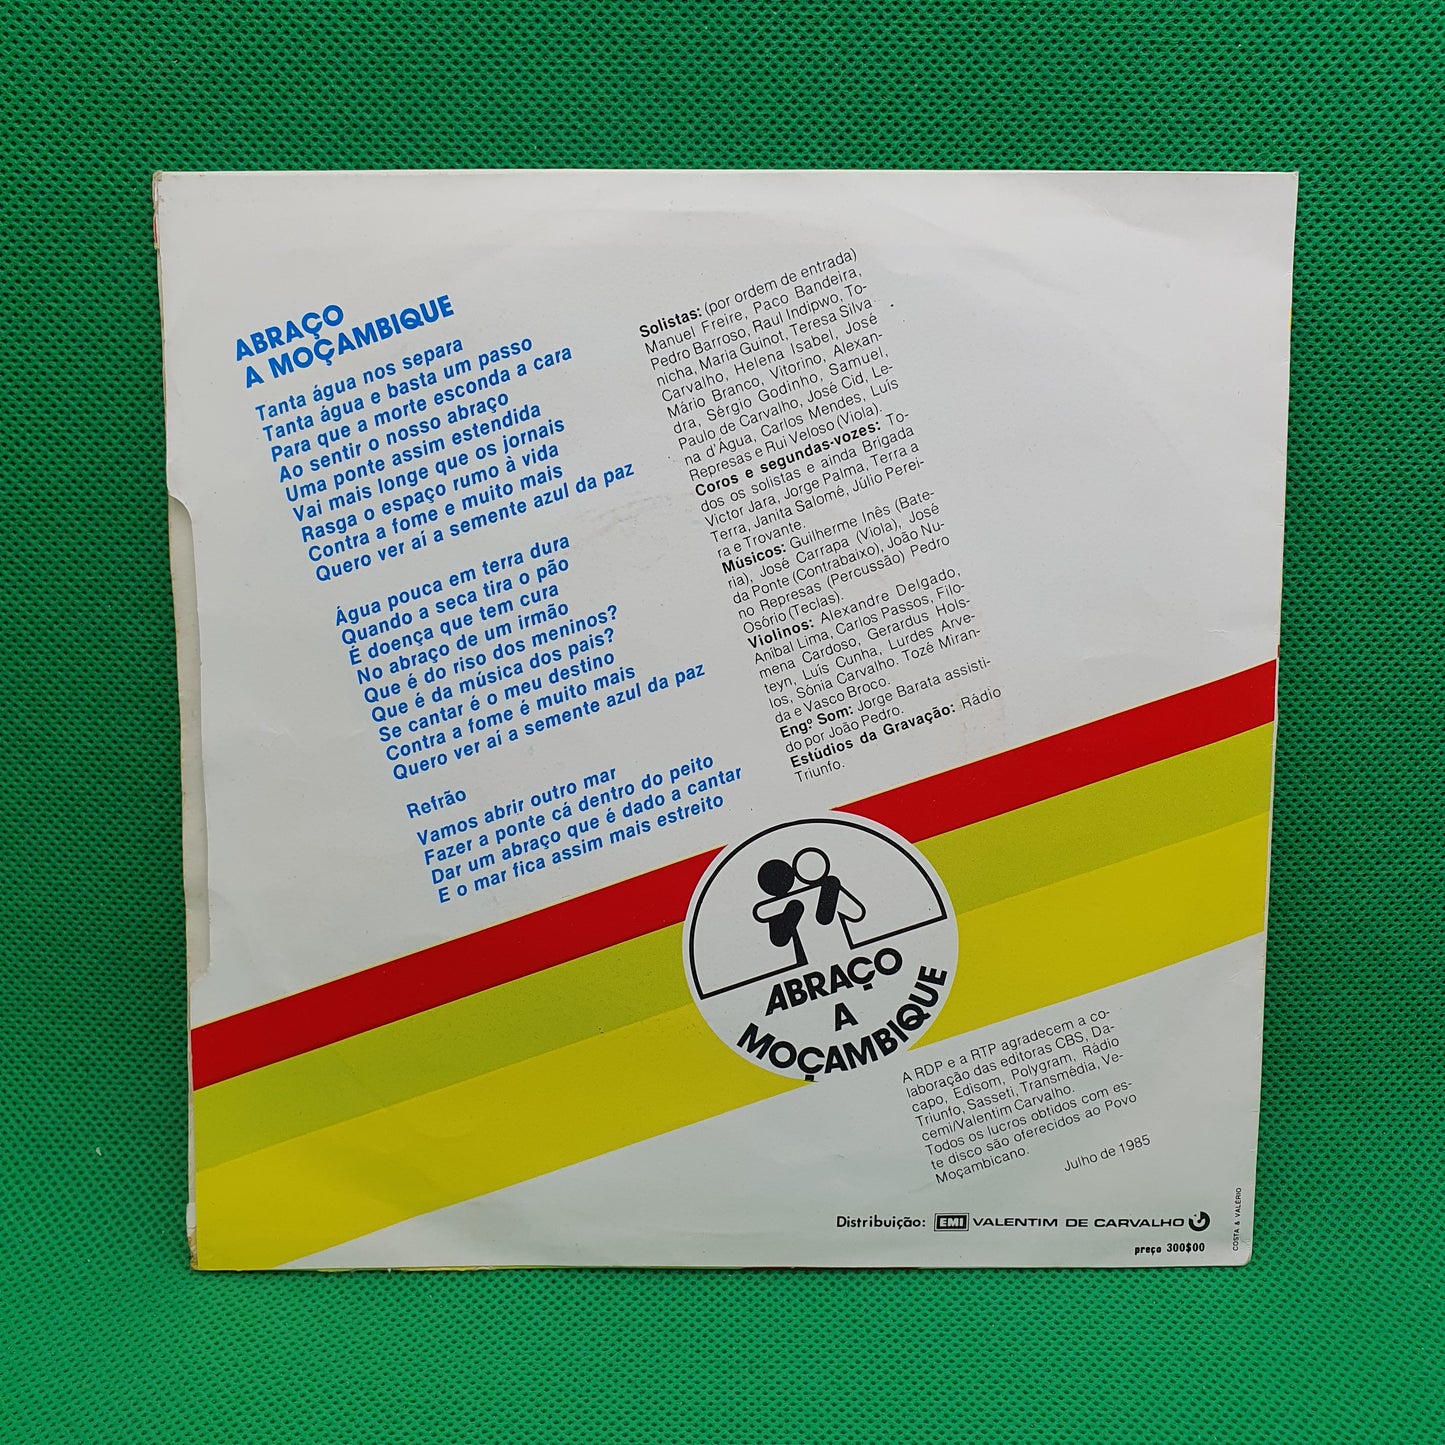 ABRAÇO
A MOÇAMBIQUE
Tanta água nos separa
Tanta água e basta um passo
Para que a morte esconda a cara
Ao sentir o nosso abraço
Uma ponte assim estendida
Vai mais longe que os jornais
Rasga o espaço rumo à vida
Contra a fome e muito mais
Quero ver aí a semente azul da paz
Água pouca em terra dura
Quando a seca tira o pão
É doença que tem cura
No abraço de um irmão
Que é do riso dos meninos?
Que é da música dos pais?
Se cantar é o meu destino
Contra a fome é muito mais
Quero ver aí a semente azul da paz
Refrão
Vamos abrir outro mar
Fazer a ponte cá dentro do peito
Dar um abraço que é dado a cantar
E o mar fica assim mais estreito
Solistas: (por ordem de entrada)
Manuel Freire, Paco Bandeira,
Pedro Barroso, Raul Indipwo, To-
nicha, Maria Guinot, Teresa Silva
Carvalho, Helena Isabel, José
Mário Branco, Vitorino, Alexan-
dra, Sérgio Godinho, Samuel,
Paulo de Carvalho, José Cid, Le-
na d'Água, Carlos Mendes, Luís
Represas e Rui Veloso (Viola).
Coros e segundas-vozes: To-
dos os solistas e ainda Brigada
Victor Jara, Jorge Palma, Terra a
Terra, Janita Salomé, Júlio Perei-
ra e Trovante.
Músicos: Guilherme Inês (Bate-
ria), José Carrapa (Viola), José
da Ponte (Contrabaixo), João Nu-
no Represas (Percussão) Pedro
Osório (Teclas).
Violinos: Alexandre Delgado,
Aníbal Lima, Carlos Passos, Filo-
mena Cardoso, Gerardus Hols-
teyn, Luís Cunha, Lurdes Arve-
los, Sónia Carvalho. Tozé Miran-
da e Vasco Broco.
Engº Som: Jorge Barata assisti-
do por João Pedro.
Estúdios da Gravação: Rádio
Triunfo.
ABRAÇO
A
MOÇAMBIQUE
A RDP e a RTP agradecem a co-
laboração das editoras CBS, Da-
capo, Edisom, Polygram, Rádio
Triunfo, Sasseti, Transmédia, Ve-
cemi/Valentim Carvalho.
Todos os lucros obtidos com es-
te disco são oferecidos ao Povo
Moçambicano.
Julho de 1985
Distribuição: EMI VALENTIM DE CARVALHO
preço 300$00
COSTA & VALÉRIO